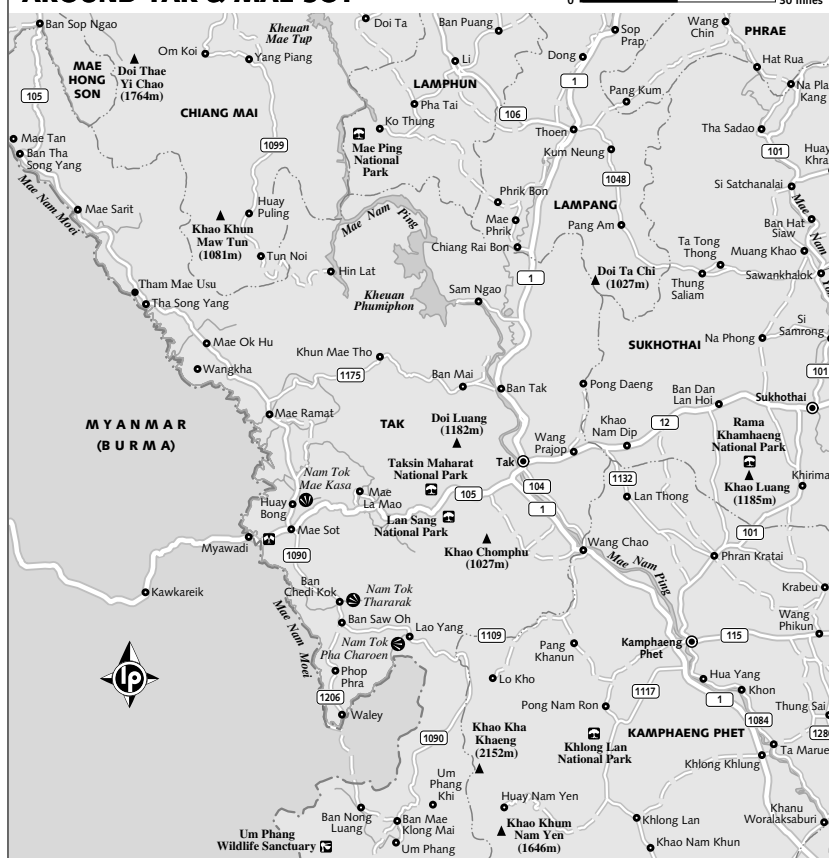 AROUND TAK & MAE SOT
0
50 miles
Ban Sop Ngao
MAE
HONG
SON
Doi Thae
Yi Chao
(1764m)
Om Koi
Yang Piang
Kheuan
Mae Tup
Doi Ta
Ban Puang
Li
Dong
Sop
Prap
Wang
Chin
PHRAE
Hat Rua
Na Pla
Kang
105
CHIANG MAI
LAMPHUN
Pha Tai
1
106
Pang Kum
Tha Sadao
101
Huay
Khra
Mae Tan
Ban Tha
Song Yang
1099
Ko Thung
Mae Ping
National
Park
Thoen
Kum Neung
1048
Si Satchanalai
Mae Nam Moei
Mae Sarit
Khao Khun
Maw Tun
(1081m)
Huay
Puling
Tun Noi
Mae Nam Ping
Phrik Bon
Mae
Phrik
Chiang Rai Bon
LAMPANG
Pang Am
Mae Nam
Ban Hat
Siaw
Ta Tong
Thong
Muang Khao
Thung
Saliam
Sawankhalok
Hin Lat
Doi Ta Chi
(1027m)
1
Tham Mae Usu
Tha Song Yang
Kheuan
Phumiphon
Sam Ngao
SUKHOTHAI
Na Phong
Si
Samrong
Mae Ok Hu
Wangkha
Khun Mae Tho
1175
Ban Mai
Ban Tak
Pong Daeng
Ban Dan
Lan Hoi
101
Sukhothai
MYANMAR
(BURMA)
Mae Ramat
TAK
Doi Luang
(1182m)
Khao
Nam Dip
12
Rama
Khamhaeng
National Park
Nam Tok
Mae Kasa
Taksin Maharat
National Park
Tak
Wang
Prajop
Khao Luang
(1185m)
Khirima
Huay
Bong
Mae
La Mao
105
104
1132
Lan Thong
1
Mae Sot
Lan Sang
National Park
Khao Chomphu
(1027m)
101
Myawadi
1090
Wang Chao
Phran Kratai
Mae Nam Ping
Kawkareik
Ban
Chedi Kok
Nam Tok
Thararak
Krabeu
Mae Nam Moei
Ban Saw Oh
Lao Yang
1109
Wang
Phikun
Nam Tok
Pha Charoen
Pang
Khanun
Kamphaeng
Phet
115
lp
Phop
Phra
Lo Kho
1117
Hua Yang
Khon
1206
Pong Nam Ron
1
Thung Sai
Waley
1084
1090
Khao Kha
Khaeng
(2152m)
KAMPHAENG PHET
Khlong Lan
National Park
Ta Marue
Khlong Khlung
Um
Phang
Khi
Huay Nam Yen
Ban Nong
Luang
Ban Mae
Klong Mai
Khao Khum
Nam Yen
(1646m)
Khlong Lan
Khanu
Woralaksaburi
Um Phang
Wildlife Sanctuary
Um Phang
Khao Nam Khun